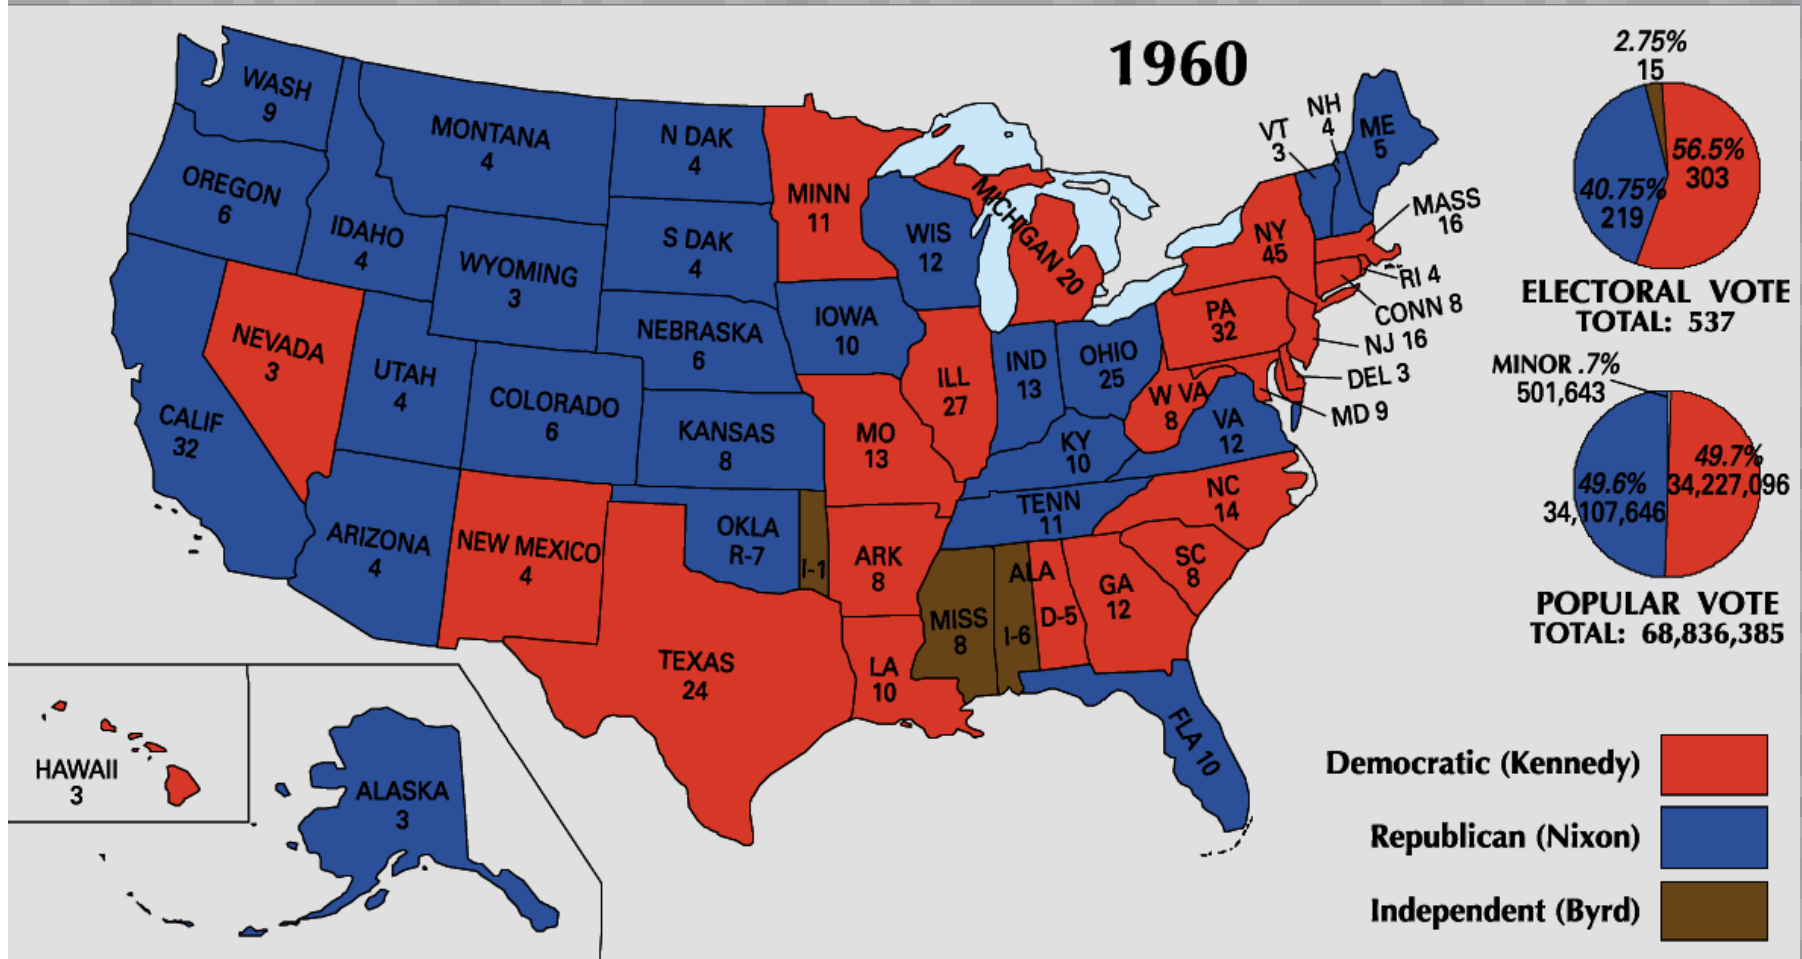 1960
WASH
9
OREGON
6
IDAHO
4
MONTANA
4
WYOMING
3
N DAK
4
S DAK
4
NEBRASKA
6
KANSAS
8
NEVADA
3
UTAH
4
COLORADO
6
CALIF
32
ARIZONA
4
NEW MEXICO
4
OKLA
R-7
I-1
TEXAS
24
MINN
11
IOWA
10
MO
13
ARK
8
LA
10
WIS
12
ILL
27
MICHIGAN 20
IND
13
OHIO
25
KY
10
TENN
11
MISS
8
ALA
I-6
D-5
GA
12
FLA 10
SC
8
NC
14
VA
12
W VA
8
PA
32
NY
45
VT
3
NH
4
ME
5
MASS
16
RI 4
CONN 8
NJ 16
DEL 3
MD 9
HAWAII
3
ALASKA
3
2.75%
15
56.5%
303
40.75%
219
ELECTORAL VOTE
TOTAL: 537
MINOR .7%
501,643
49.7%
34,227,096
49.6%
34,107,646
POPULAR VOTE
TOTAL: 68,836,385
Democratic (Kennedy)
Republican (Nixon)
Independent (Byrd)